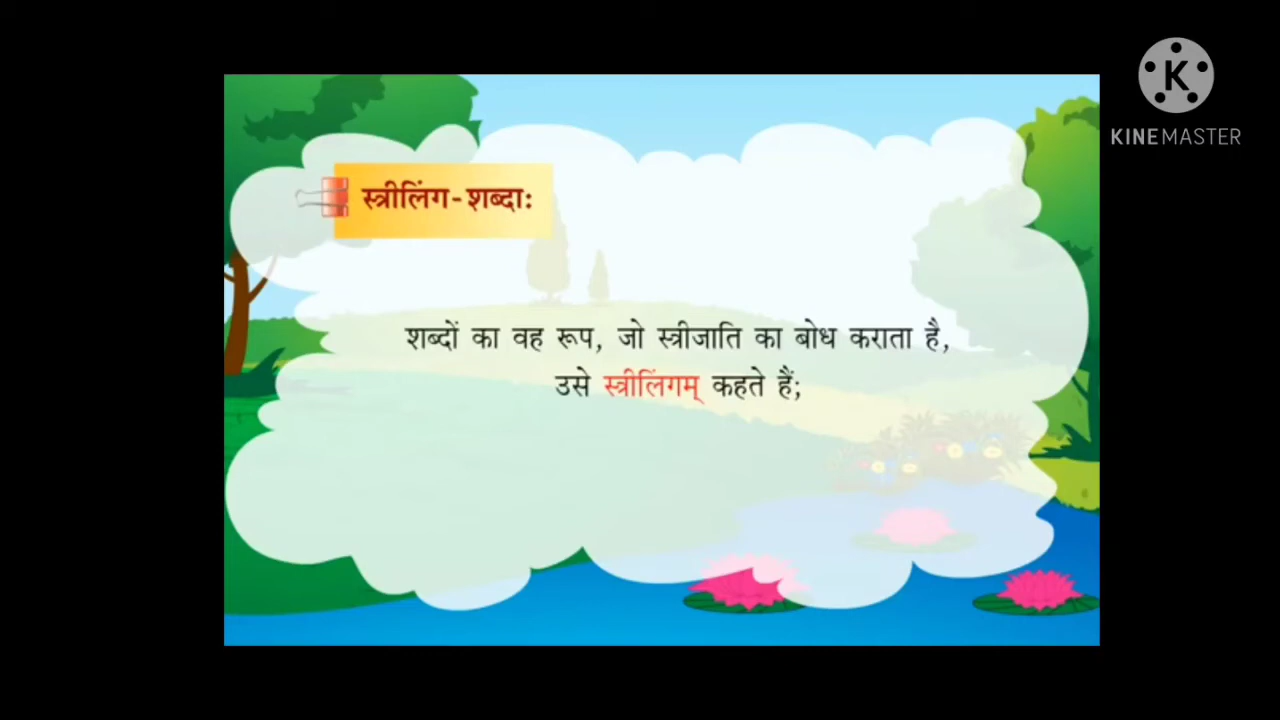 KINEMASTER
स्त्रीलिंग-शब्दाः
शब्दों का वह रूप, जो स्त्रीजाति का बोध कराता है,
उसे स्त्रीलिंगम् कहते हैं;